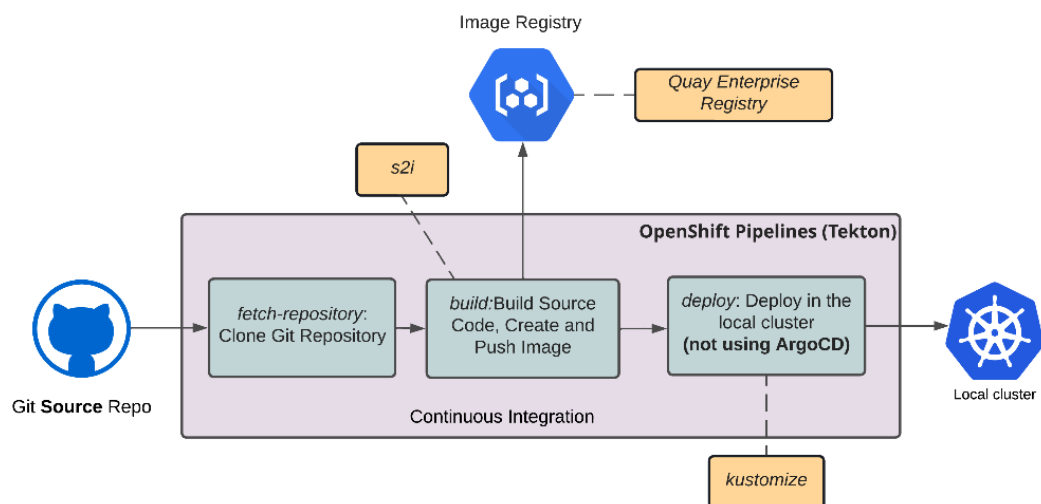 Image Registry
Quay Enterprise
Registry
s2i
OpenShift Pipelines (Tekton)
fetch-repository:
Clone Git Repository
build:Build Source
Code, Create and
Push Image
deploy: Deploy in the
local cluster
(not using ArgoCD)
Git Source Repo
Local cluster
Continuous Integration
kustomize